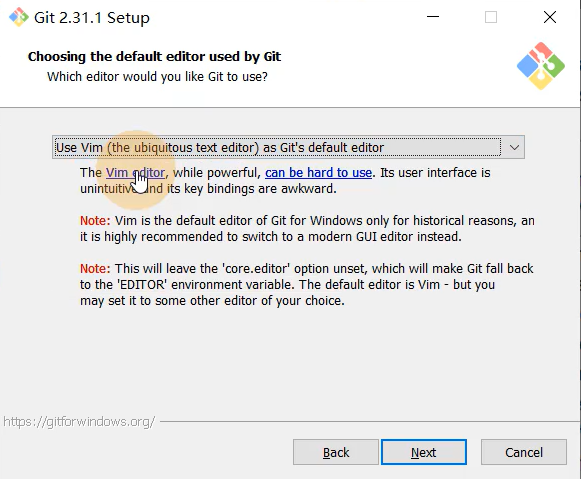 Git 2.31.1 Setup
Choosing the default editor used by Git
Which editor would you like Git to use?
Use Vim (the ubiquitous text editor) as Git's default editor
The Vim editor, while powerful, can be hard to use. Its user interface is
unintuitive and its key bindings are awkward.
Note: Vim is the default editor of Git for Windows only for historical reasons, an
it is highly recommended to switch to a modern GUI editor instead.
Note: This will leave the 'core.editor' option unset, which will make Git fall back
to the 'EDITOR' environment variable. The default editor is Vim - but you
may set it to some other editor of your choice.
https://gitforwindows.org/
Back
Next
Cancel